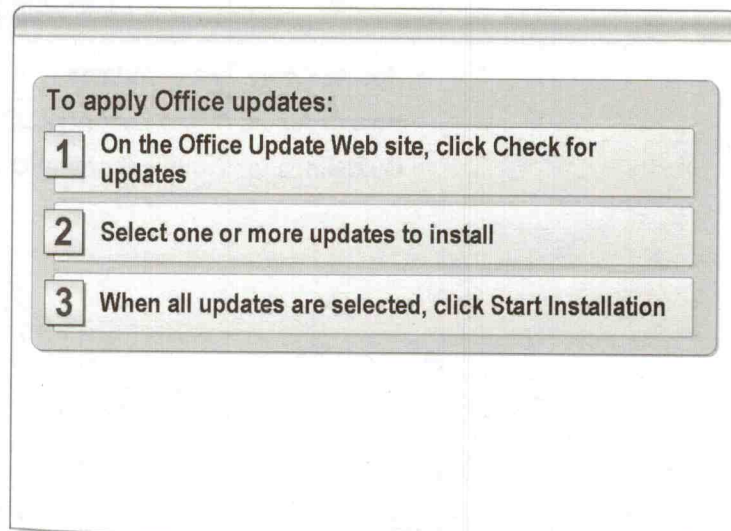 To apply Office updates:
1 On the Office Update Web site, click Check for
updates
2 Select one or more updates to install
3 When all updates are selected, click Start Installation